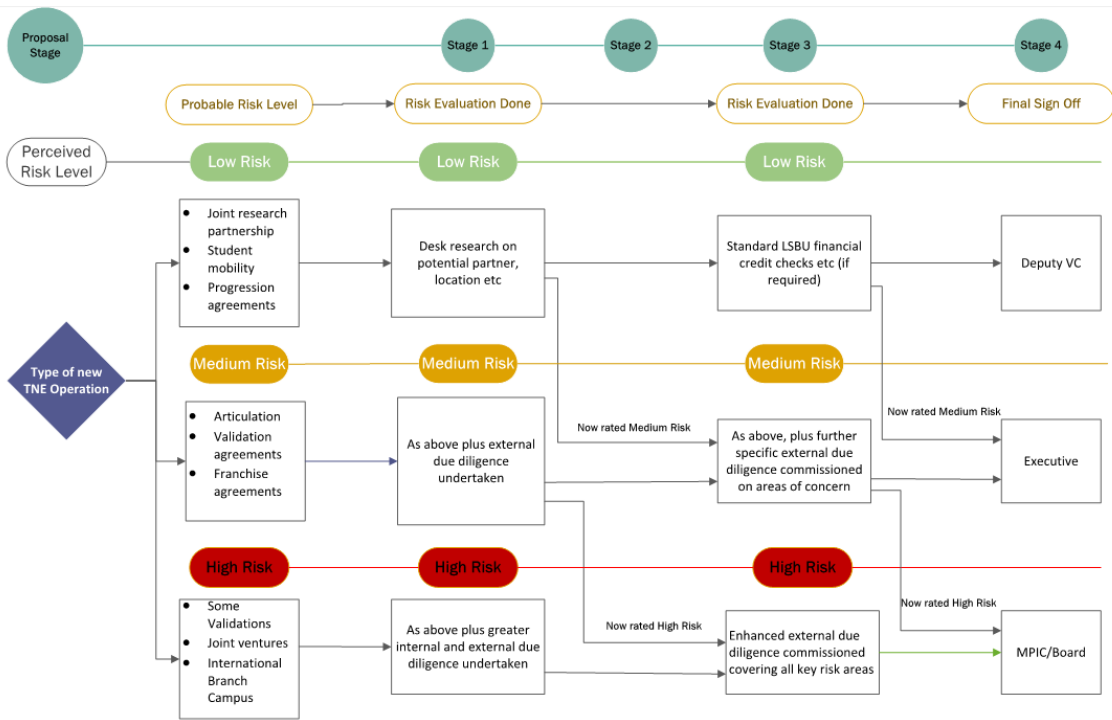 Proposal
Stage
Stage 1
Stage 2
Stage 3
Stage 4
Probable Risk Level
Risk Evaluation Done
Risk Evaluation Done
Final Sign Off
Perceived
Risk Level
Low Risk
Low Risk
Low Risk
Joint research
partnership
Student
mobility
Progression
agreements
Desk research on
potential partner,
location etc
Standard LSBU financial
credit checks etc (if
required)
Deputy VC
Type of new
TNE Operation
Medium Risk
Medium Risk
Medium Risk
Articulation
Validation
agreements
Franchise
agreements
As above plus external
due diligence
undertaken
Now rated Medium Risk
As above, plus further
specific external due
diligence commissioned
on areas of concern
Now rated Medium Risk
Executive
High Risk
High Risk
High Risk
Some
Validations
Joint ventures
International
Branch
Campus
As above plus greater
internal and external due
diligence undertaken
Now rated High Risk
Enhanced external due
diligence commissioned
covering all key risk areas
Now rated High Risk
MPIC/Board